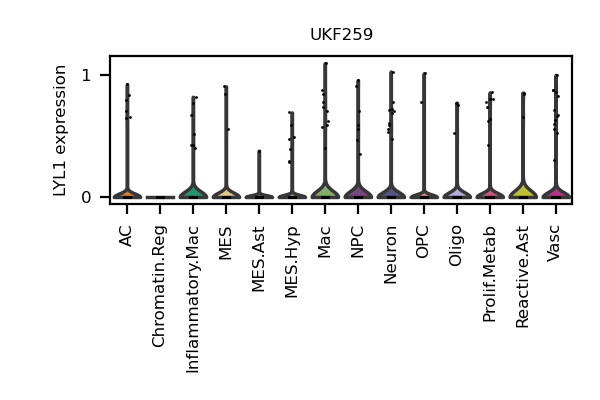 UKF259
LYL1 expression
1
0
AC
Chromatin.Reg
Inflammatory.Mac
MES
MES.Ast
MES.Hyp
Mac
NPC
Neuron
OPC
Oligo
Prolif.Metab
Reactive.Ast
Vasc